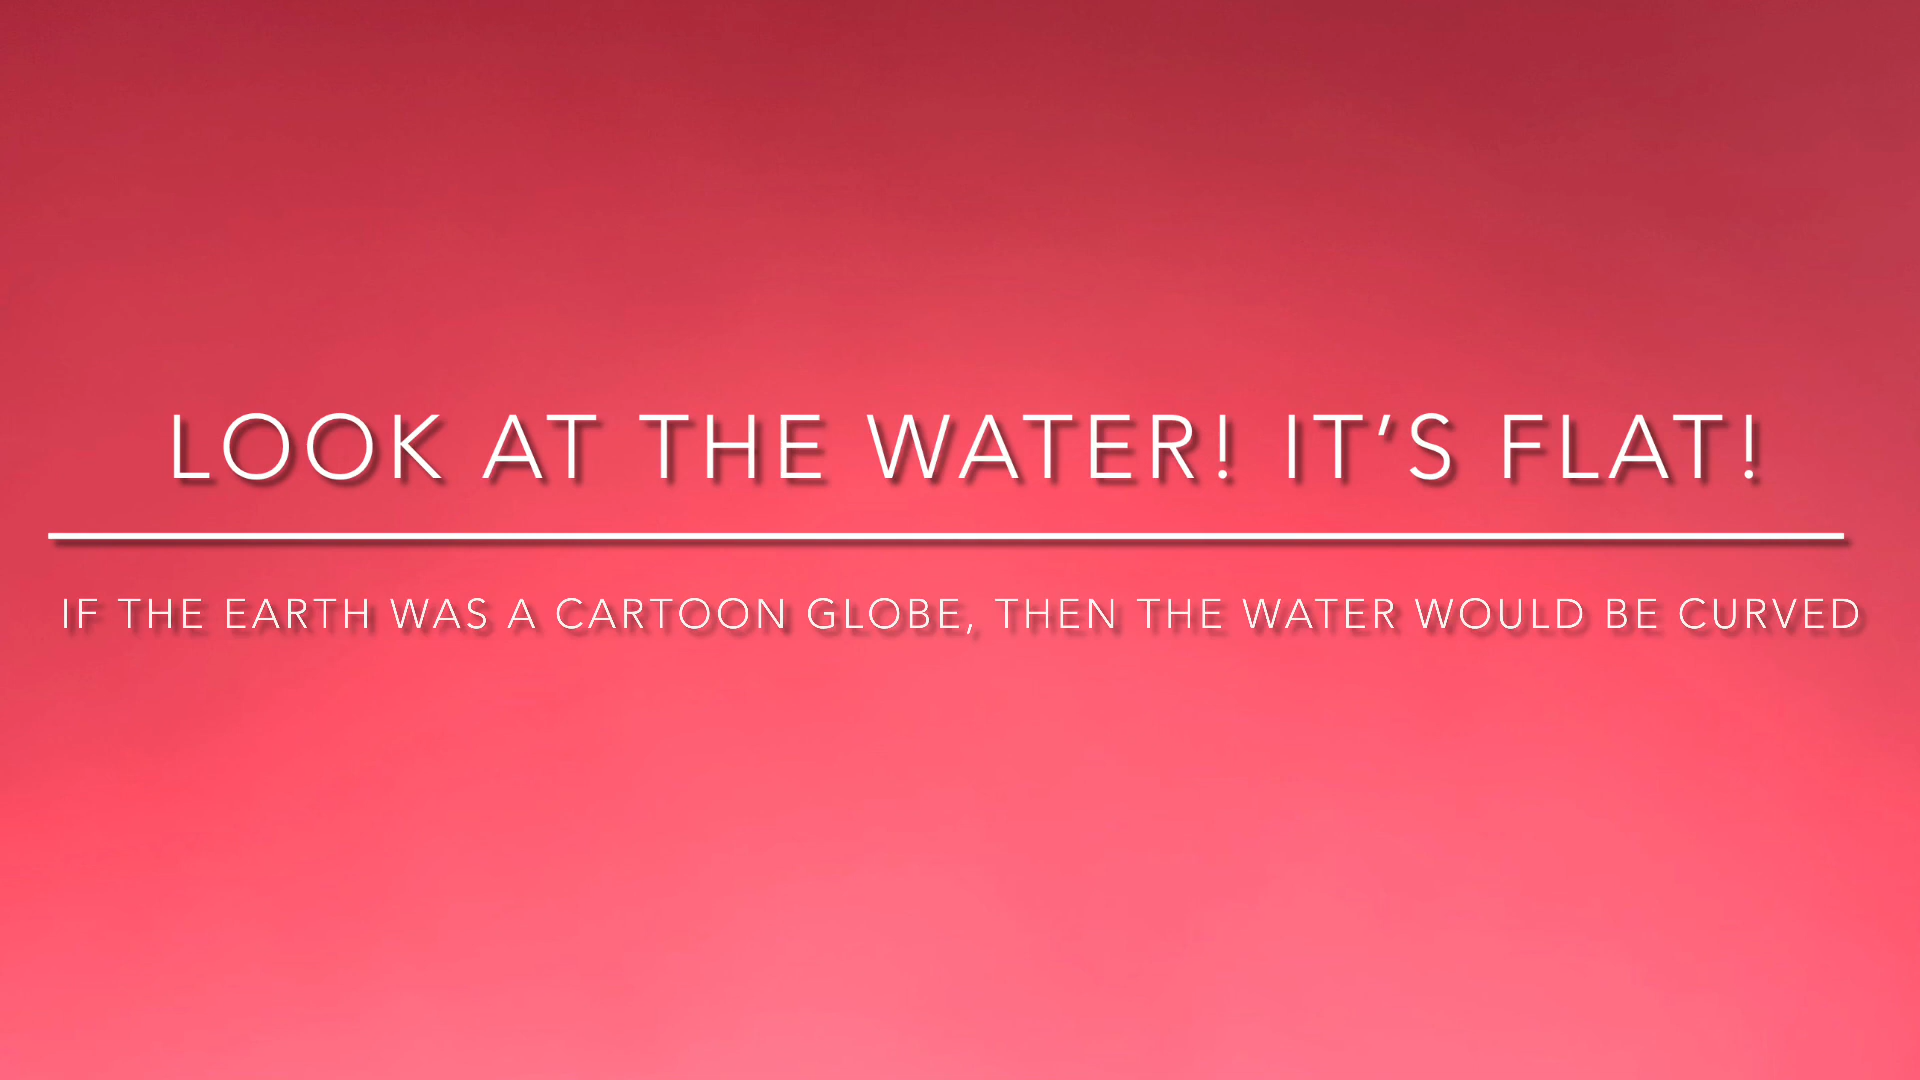 LOOK AT THE WATER! IT’S FLAT!
IF THE EARTH WAS A CARTOON GLOBE, THEN THE WATER WOULD BE CURVED